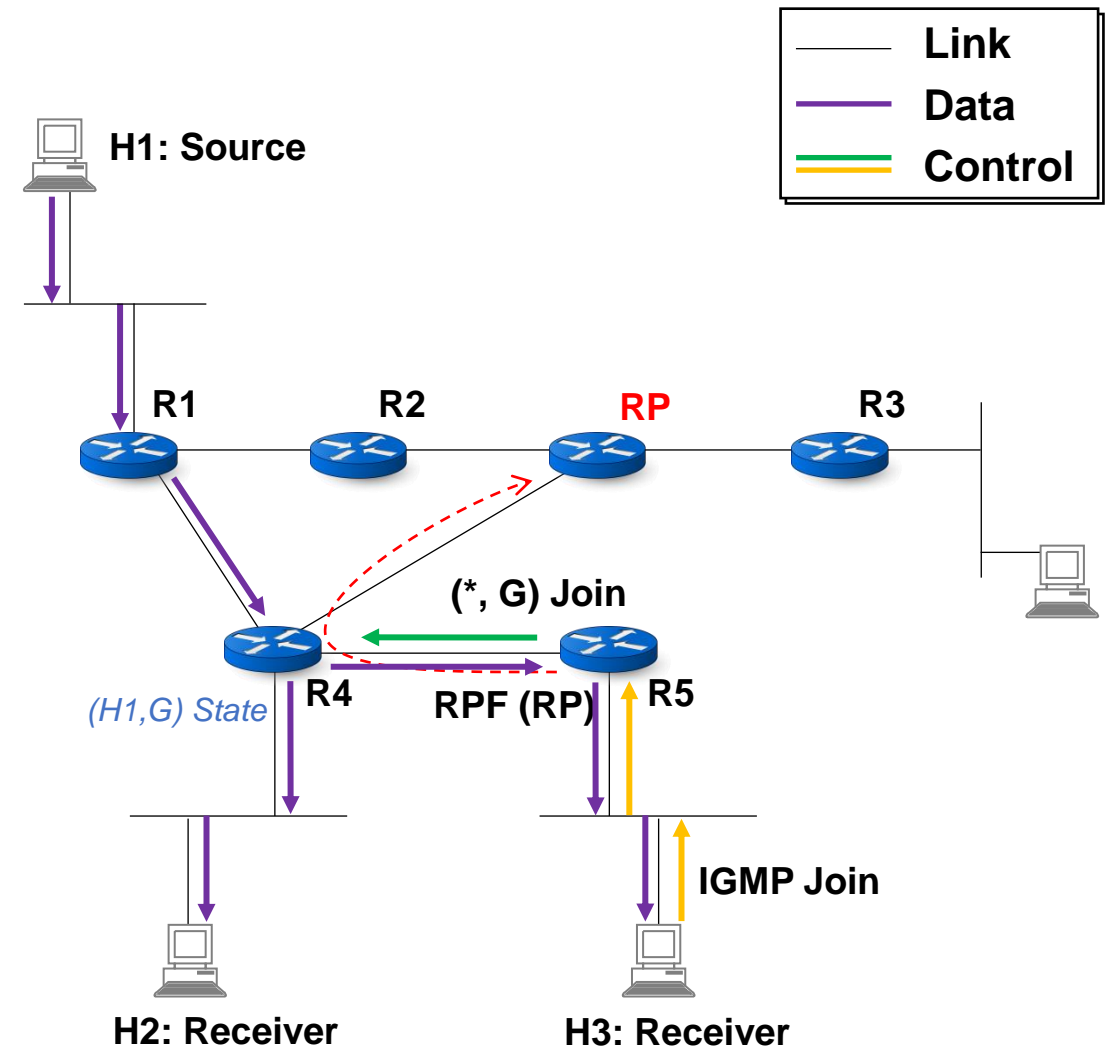 Link
Data
Control
H1: Source
R1
R2
RP
R3
(*, G) Join
(H1,G) State
R4
RPF (RP)
R5
IGMP Join
H2: Receiver
H3: Receiver